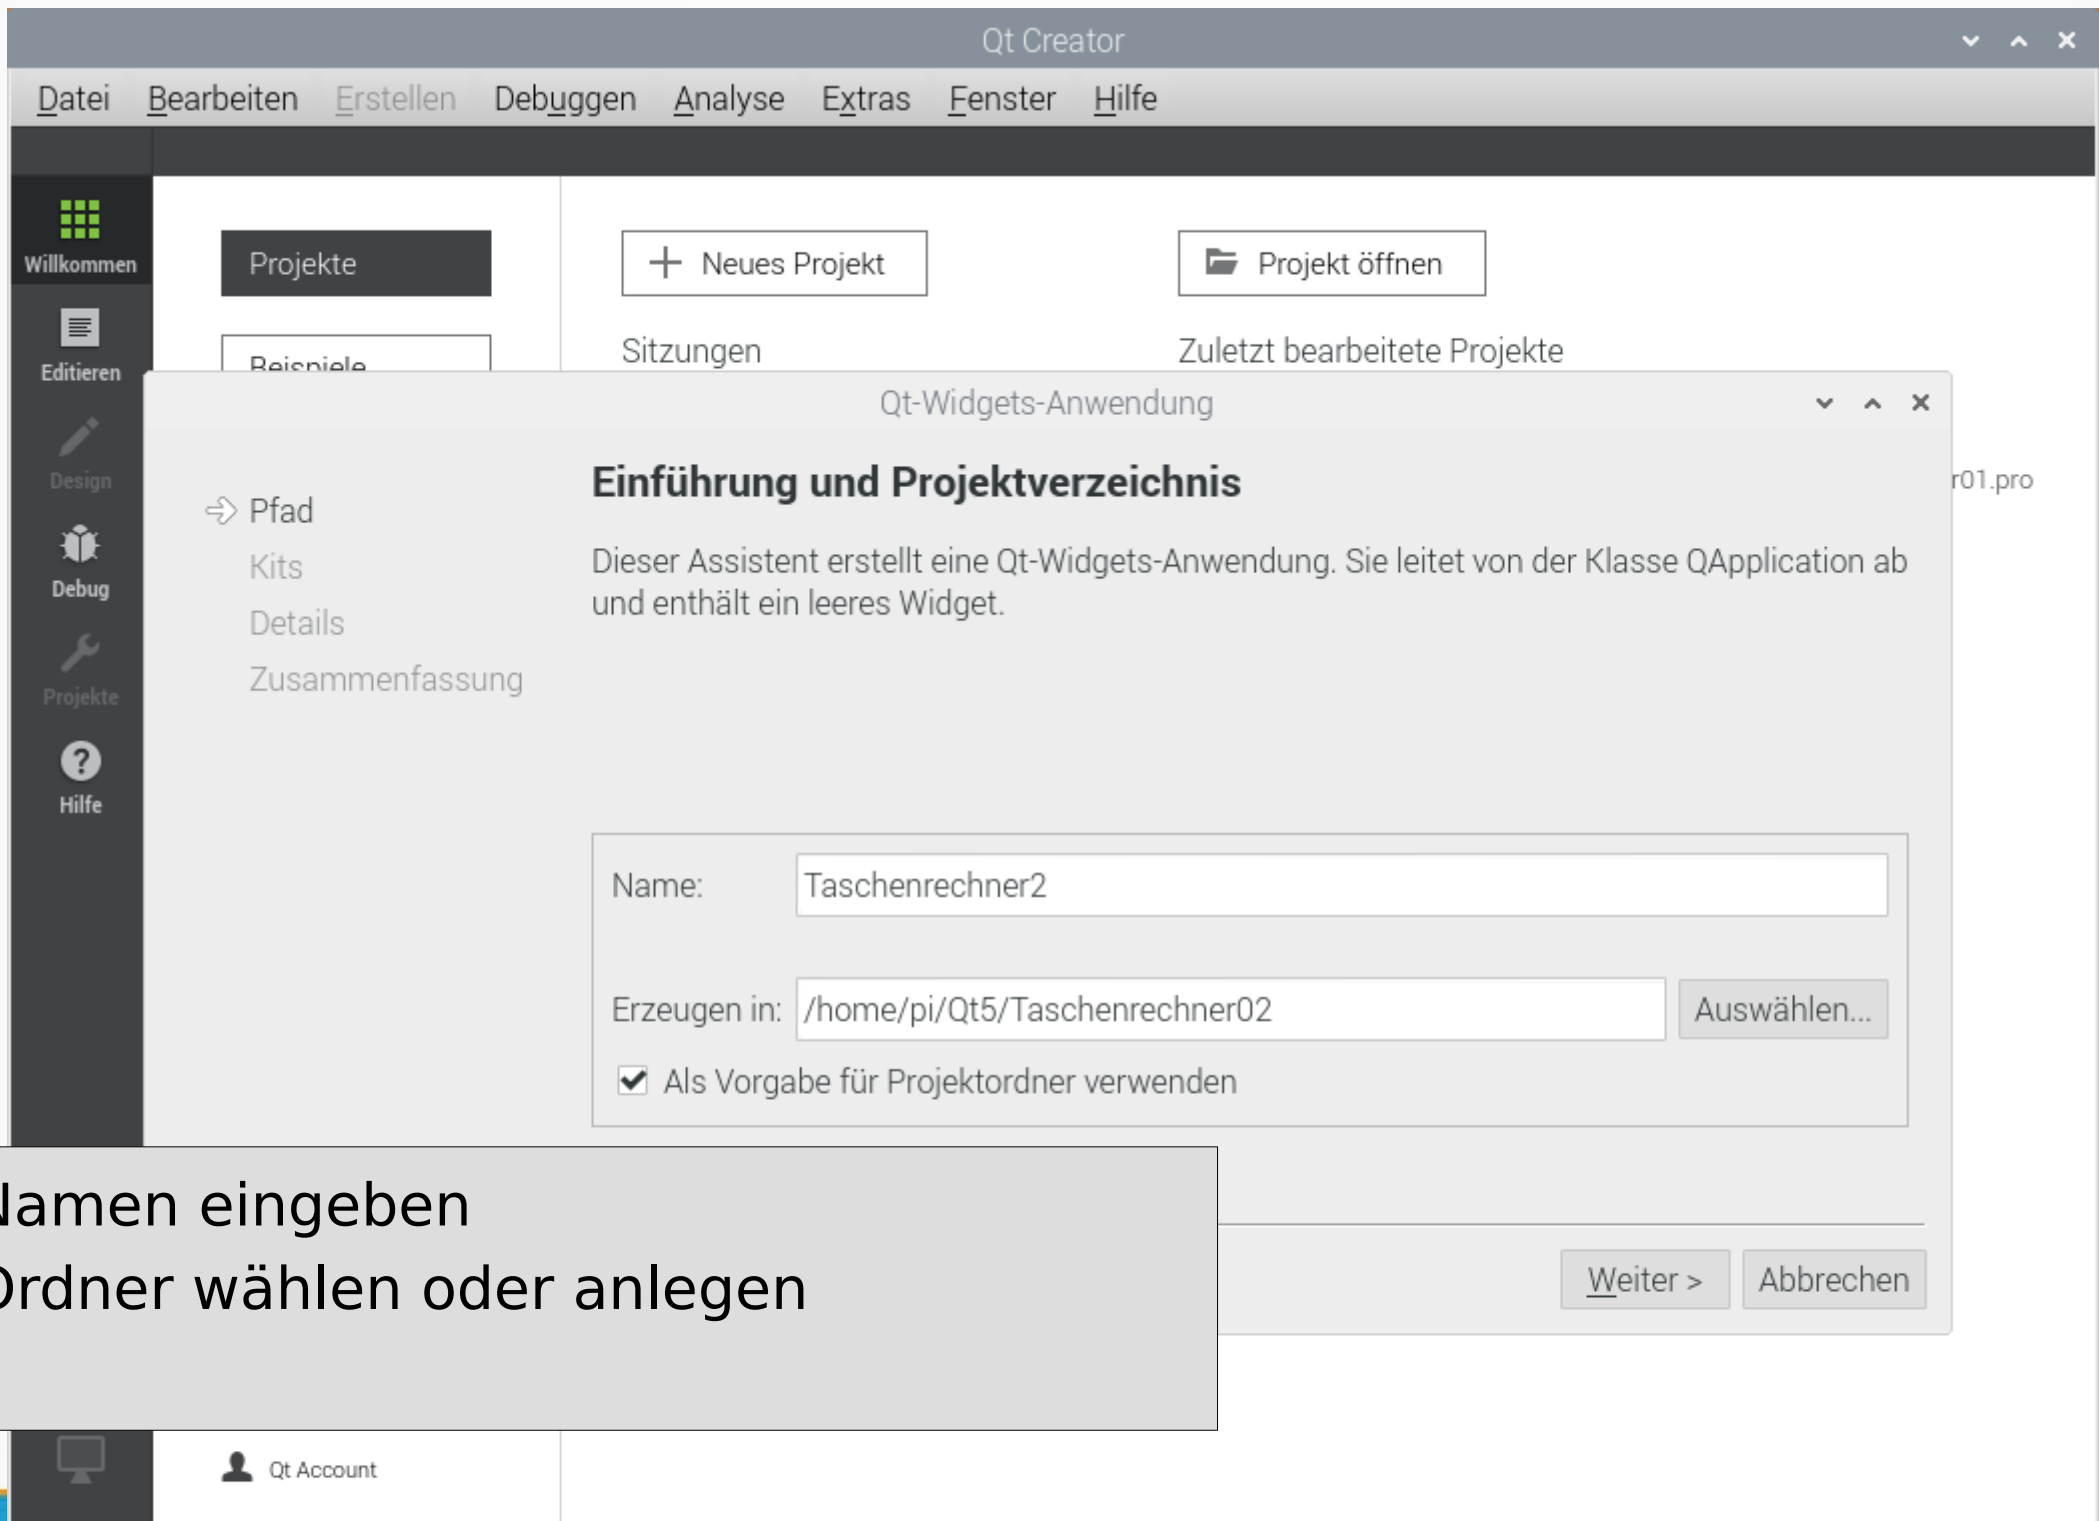 Qt Creator
Datei Bearbeiten Erstellen Debuggen Analyse Extras Fenster Hilfe
Willkommen
Editieren
Design
Debug
Projekte
Hilfe
Projekte
Beispiele
Neues Projekt
Projekt öffnen
Sitzungen
Zuletzt bearbeitete Projekte
r01.pro
Qt-Widgets-Anwendung
Pfad
Kits
Details
Zusammenfassung
Einführung und Projektverzeichnis
Dieser Assistent erstellt eine Qt-Widgets-Anwendung. Sie leitet von der Klasse QApplication ab
und enthält ein leeres Widget.
Name: Taschenrechner2
Erzeugen in: /home/pi/Qt5/Taschenrechner02 Auswählen...
Als Vorgabe für Projektordner verwenden
Namen eingeben
Ordner wählen oder anlegen
Weiter > Abbrechen
Qt Account